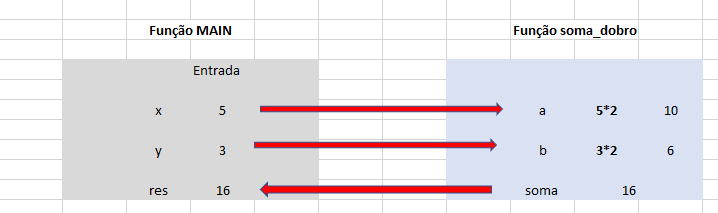 Função MAIN Função soma_dobro
Entrada
x 5 a 5*2 10
y 3 b 3*2 6
res 16 soma 16